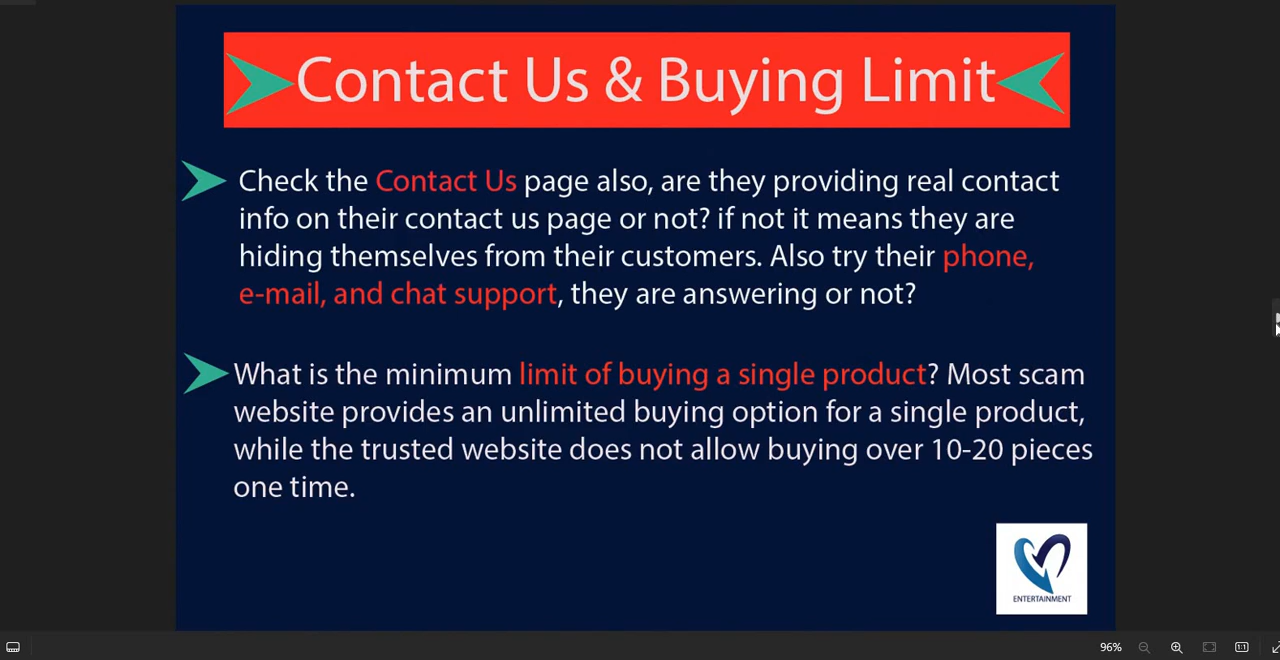 Contact Us & Buying Limit
Check the Contact Us page also, are they providing real contact
info on their contact us page or not? if not it means they are
hiding themselves from their customers. Also try their phone,
e-mail, and chat support, they are answering or not?
What is the minimum limit of buying a single product? Most scam
website provides an unlimited buying option for a single product,
while the trusted website does not allow buying over 10-20 pieces
one time.
ENTERTAINMENT
96%
1:1